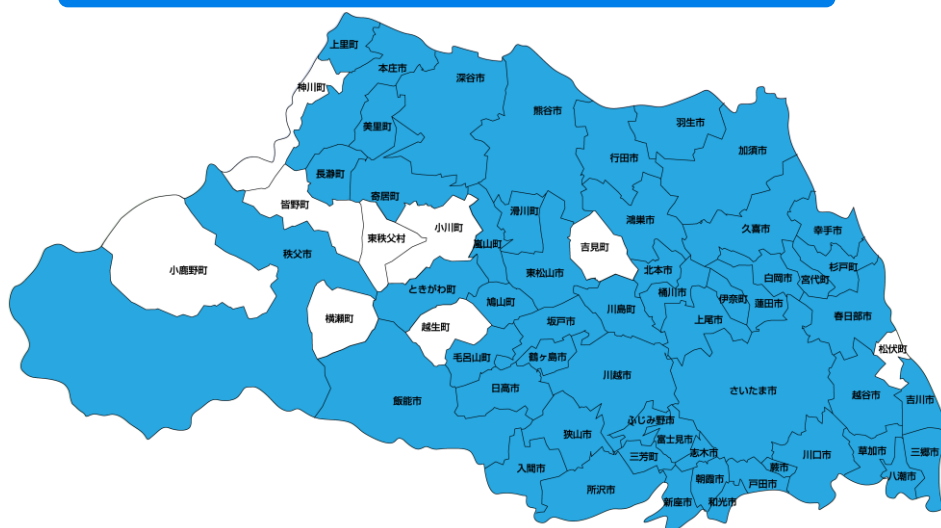 上里町
本庄市
深谷市
神川町
熊谷市
美里町
羽生市
加須市
行田市
長瀞町
寄居町
皆野町
滑川町
小川町
鴻巣市
久喜市
幸手市
東秩父村
嵐山町
吉見町
秩父市
小鹿野町
東松山市
北本市
白岡市
宮代町
杉戸町
ときがわ町
桶川市
伊奈町
蓮田市
鳩山町
川島町
横瀬町
越生町
坂戸市
上尾市
春日部市
松伏町
毛呂山町
鶴ヶ島市
川越市
日高市
さいたま市
越谷市
吉川市
飯能市
ふじみ野市
狭山市
富士見市
三芳町
志木市
川口市
草加市
三郷市
入間市
蕨市
八潮市
所沢市
朝霞市
戸田市
新座市
和光市